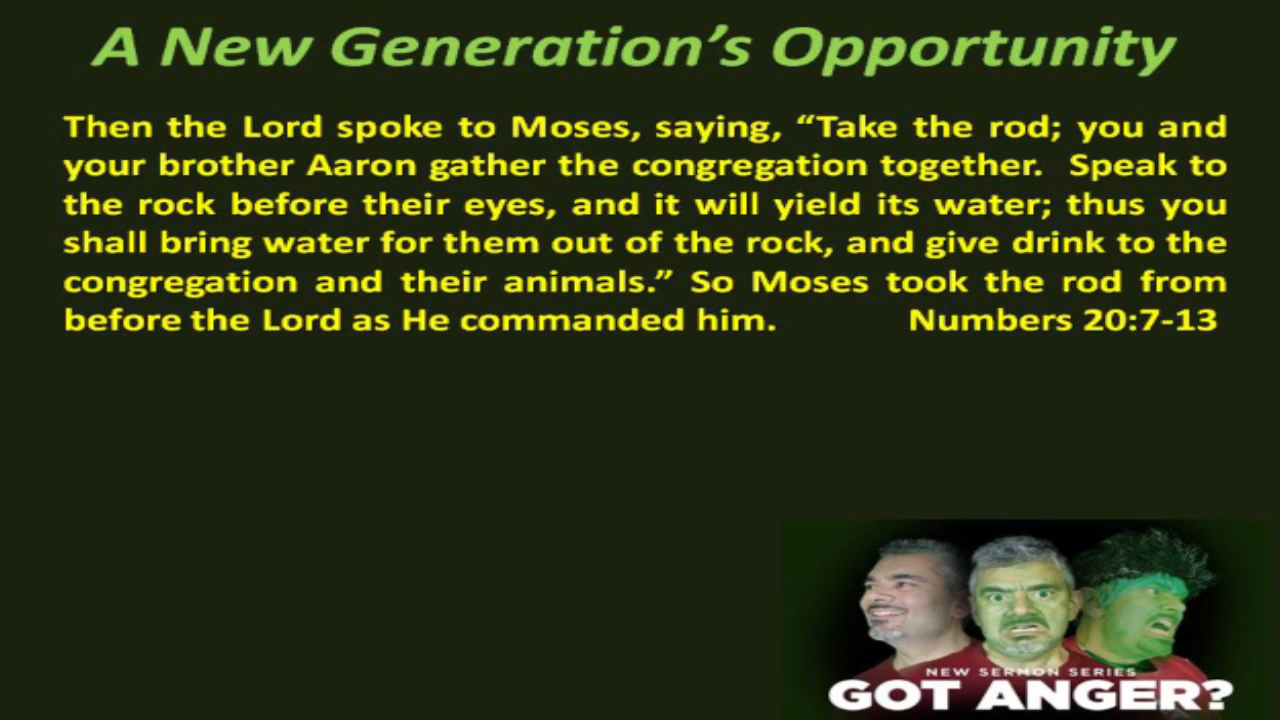 A New Generation's Opportunity
Then the Lord spoke to Moses, saying, “Take the rod; you and
your brother Aaron gather the congregation together. Speak to
the rock before their eyes, and it will yield its water; thus you
shall bring water for them out of the rock, and give drink to the
congregation and their animals.” So Moses took the rod from
before the Lord as He commanded him. Numbers 20:7-13
NEW SERMON SERIES
GOT ANGER?